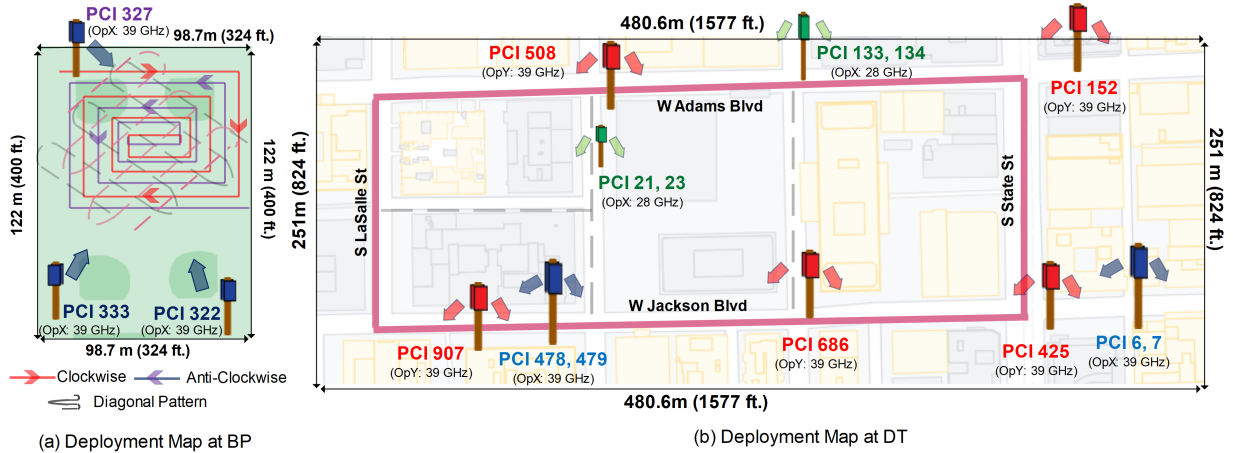 PCI 327
(OpX: 39 GHz)
98.7m (324 ft.)
122 m (400 ft.)
122 m (400 ft.)
PCI 333
(OpX: 39 GHz)
PCI 322
(OpX: 39 GHz)
98.7 m (324 ft.)
Clockwise
Anti-Clockwise
Diagonal Pattern
(a) Deployment Map at BP
480.6m (1577 ft.)
PCI 508
(OpY: 39 GHz)
PCI 133, 134
(OpX: 28 GHz)
PCI 152
(OpY: 39 GHz)
W Adams Blvd
PCI 21, 23
(OpX: 28 GHz)
251m (824 ft.)
S LaSalle St
S State St
251 m (824 ft.)
W Jackson Blvd
PCI 907
(OpY: 39 GHz)
PCI 478, 479
(OpX: 39 GHz)
PCI 686
(OpY: 39 GHz)
PCI 425
(OpY: 39 GHz)
PCI 6, 7
(OpX: 39 GHz)
480.6m (1577 ft.)
(b) Deployment Map at DT